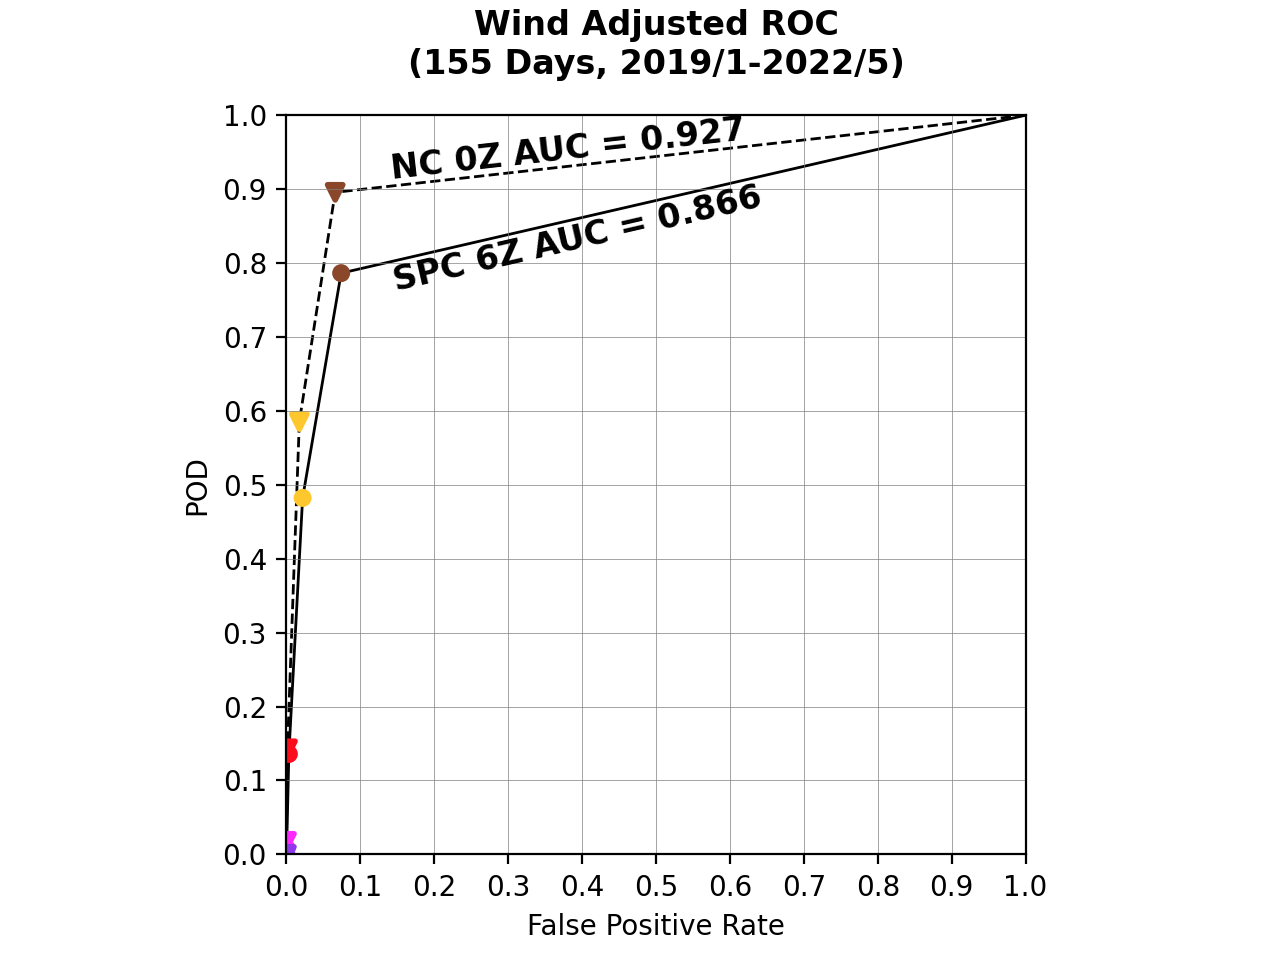 Wind Adjusted ROC
(155 Days, 2019/1-2022/5)
1.0
0.9
0.8
0.7
0.6
0.5
0.4
0.3
0.2
0.1
0.0
POD
NC 0Z AUC = 0.927
SPC 6Z AUC = 0.866
0.0 0.1 0.2 0.3 0.4 0.5 0.6 0.7 0.8 0.9 1.0
False Positive Rate